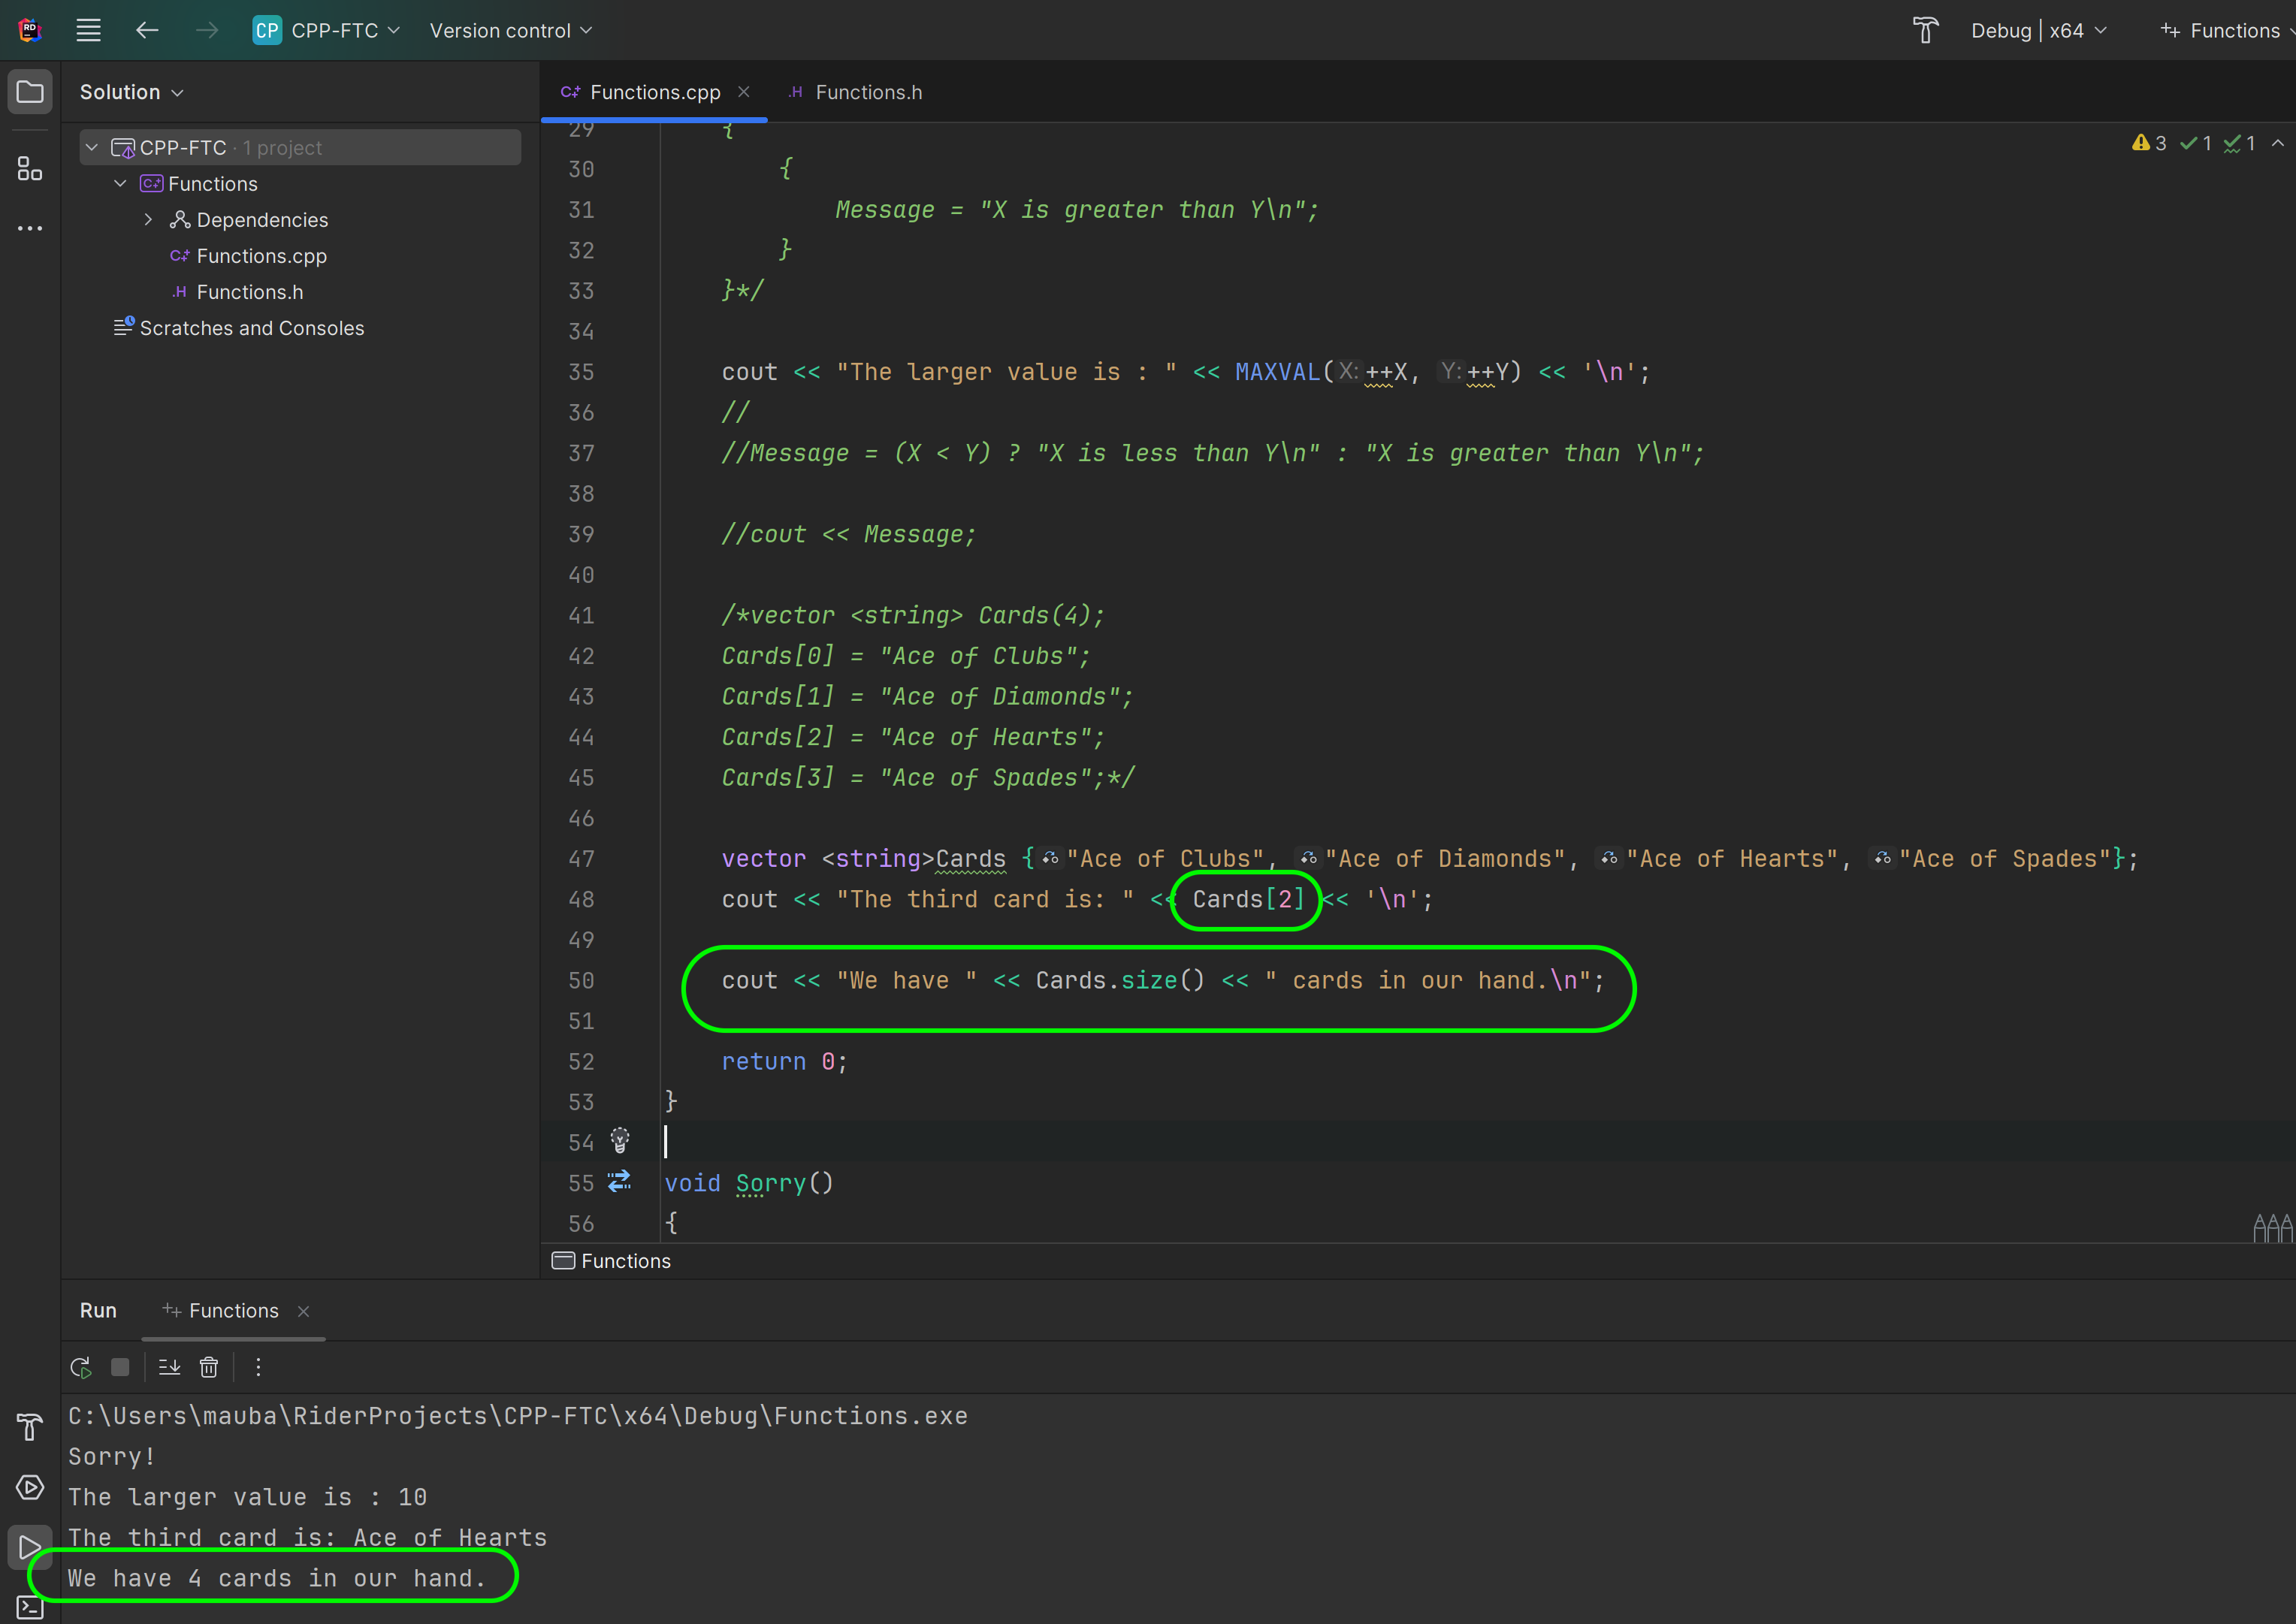 CP CPP-FTC Version control Debug x64 Functions
Solution
Functions.cpp Functions.h
CPP-FTC · 1 project
Functions
Dependencies
Functions.cpp
Functions.h
Scratches and Consoles
3 1 1
29 {
30 {
31 Message = "X is greater than Y\n";
32 }
33 }*/
34
35 cout << "The larger value is : " << MAXVAL(X:++X, Y:++Y) << '\n';
36 //
37 //Message = (X < Y) ? "X is less than Y\n" : "X is greater than Y\n";
38
39 //cout << Message;
40
41 /*vector <string> Cards(4);
42 Cards[0] = "Ace of Clubs";
43 Cards[1] = "Ace of Diamonds";
44 Cards[2] = "Ace of Hearts";
45 Cards[3] = "Ace of Spades";*/
46
47 vector <string>Cards {"Ace of Clubs", "Ace of Diamonds", "Ace of Hearts", "Ace of Spades"};
48 cout << "The third card is: " << Cards[2] << '\n';
49
50 cout << "We have " << Cards.size() << " cards in our hand.\n";
51
52 return 0;
53 }
54
55 void Sorry()
56 {
Functions
Run Functions
C:\Users\mauba\RiderProjects\CPP-FTC\x64\Debug\Functions.exe
Sorry!
The larger value is : 10
The third card is: Ace of Hearts
We have 4 cards in our hand.